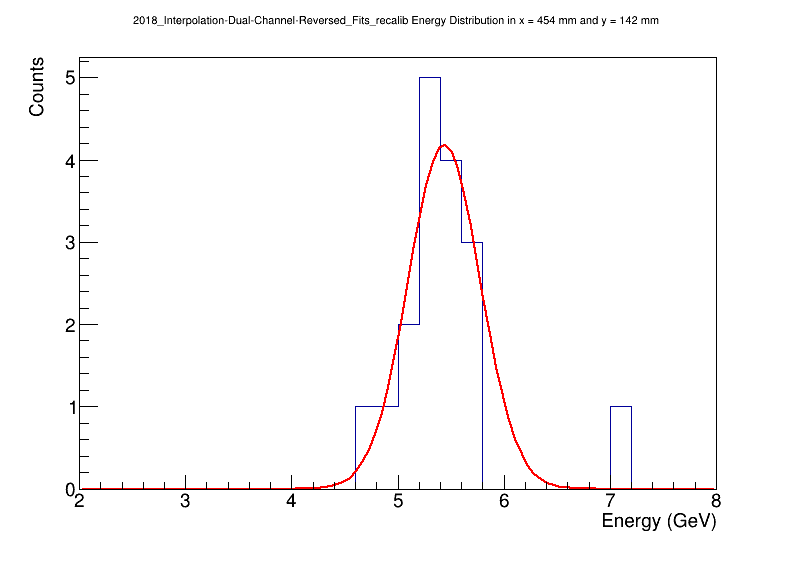 2018_Interpolation-Dual-Channel-Reversed_Fits_recalib Energy Distribution in x = 454 mm and y = 142 mm
Counts
5
4
3
2
1
0
2 3 4 5 6 7 8
Energy (GeV)